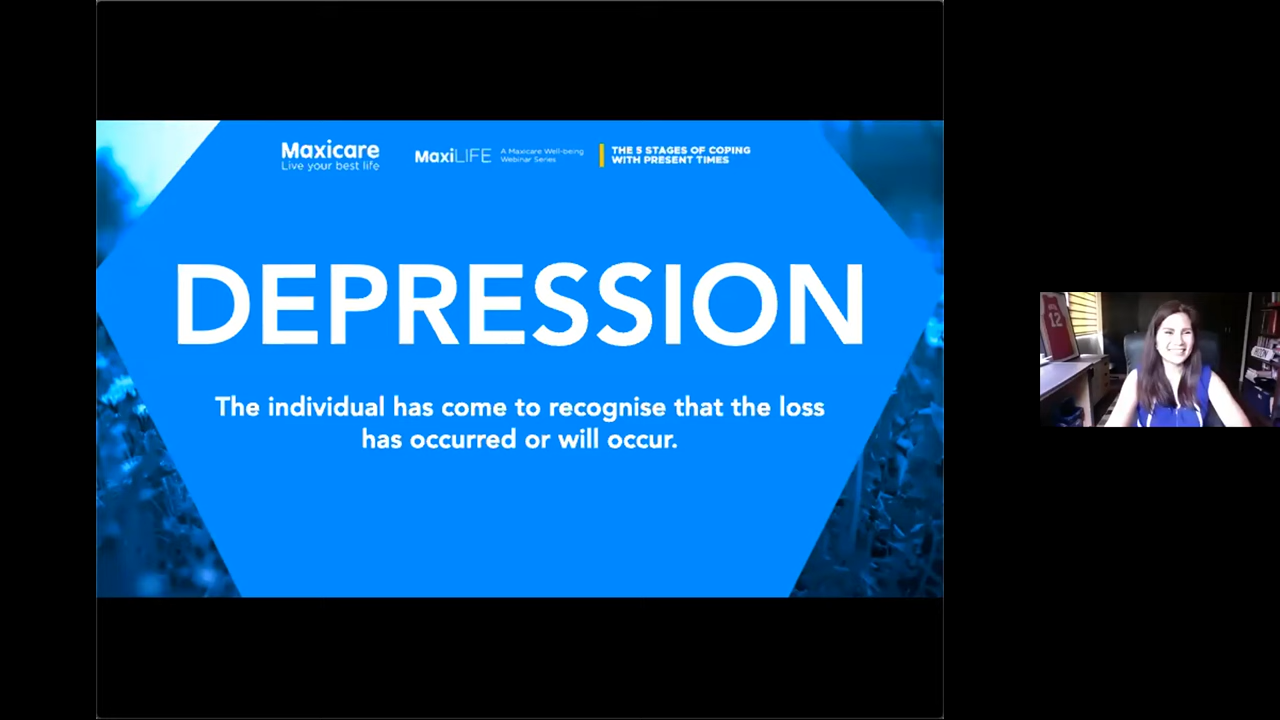 Maxicare
Live your best life
MaxiLIFE
A Maxicare Well-being
Webinar Series
THE 5 STAGES OF COPING
WITH PRESENT TIMES
DEPRESSION
The individual has come to recognise that the loss
has occurred or will occur.
12